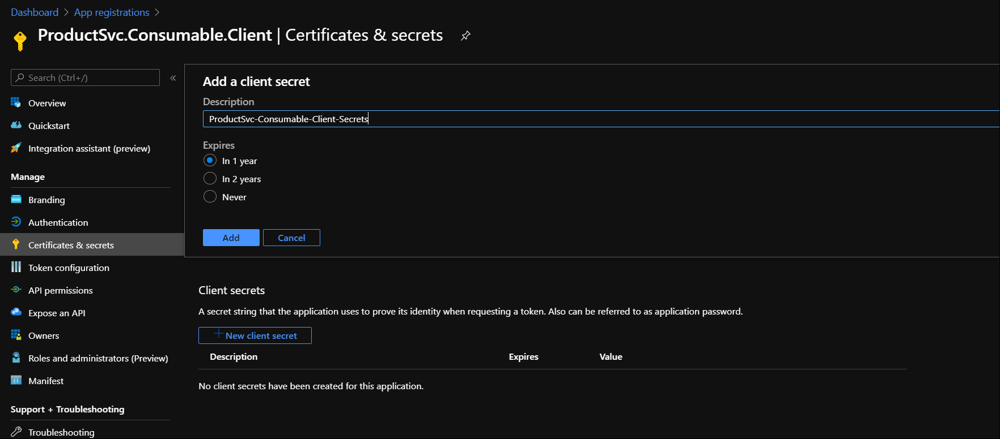 Dashboard > App registrations >
ProductSvc.Consumable.Client | Certificates & secrets
Search (Ctrl+/)
«
Overview
Quickstart
Integration assistant (preview)
Manage
Branding
Authentication
Certificates & secrets
Token configuration
API permissions
Expose an API
Owners
Roles and administrators (Preview)
Manifest
Support + Troubleshooting
Troubleshooting
Add a client secret
Description
ProductSvc-Consumable-Client-Secrets
Expires
In 1 year
In 2 years
Never
Add Cancel
Client secrets
A secret string that the application uses to prove its identity when requesting a token. Also can be referred to as application password.
+ New client secret
Description Expires Value
No client secrets have been created for this application.